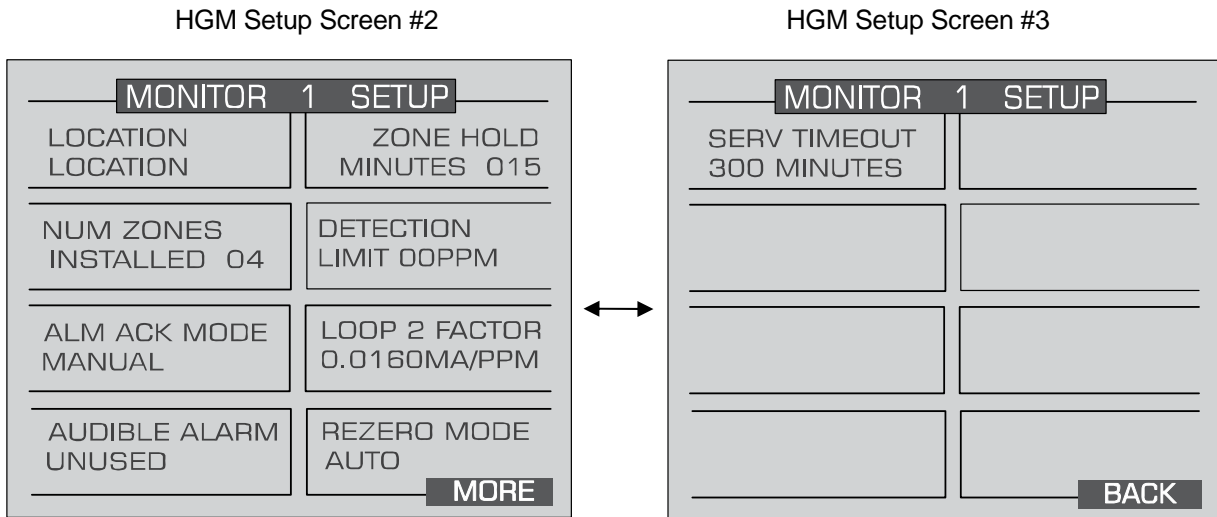 HGM Setup Screen #2
MONITOR 1 SETUP
LOCATION
LOCATION
ZONE HOLD
MINUTES 015
NUM ZONES
INSTALLED 04
DETECTION
LIMIT 00PPM
ALM ACK MODE
MANUAL
LOOP 2 FACTOR
0.0160MA/PPM
AUDIBLE ALARM
UNUSED
REZERO MODE
AUTO
MORE
HGM Setup Screen #3
MONITOR 1 SETUP
SERV TIMEOUT
300 MINUTES
BACK